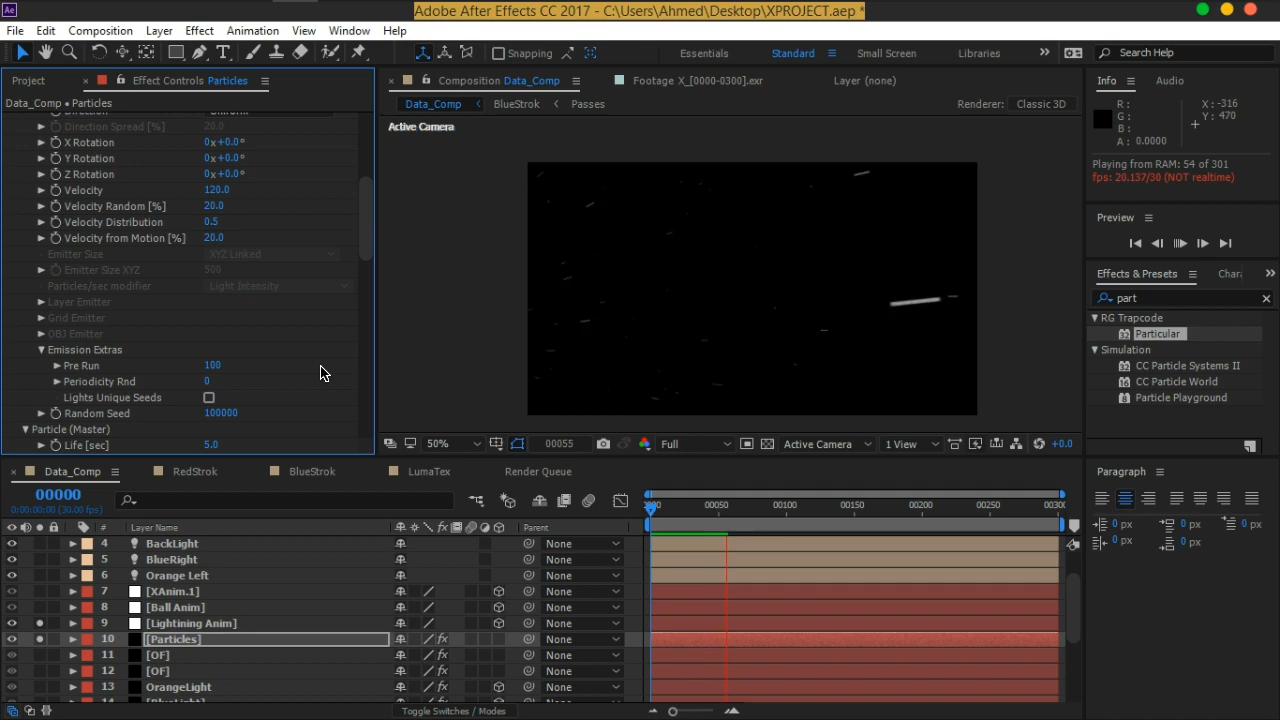 Ae
Adobe After Effects CC 2017 - C:\Users\Ahmed\Desktop\XPROJECT.aep *
File Edit Composition Layer Effect Animation View Window Help
Snapping Essentials Standard Small Screen Libraries Search Help
Project Effect Controls Particles
Data_Comp • Particles
Direction Spread [%] 20.0
X Rotation 0x+0.0°
Y Rotation 0x+0.0°
Z Rotation 0x+0.0°
Velocity 120.0
Velocity Random [%] 20.0
Velocity Distribution 0.5
Velocity from Motion [%] 20.0
Emitter Size XYZ Linked
Emitter Size XYZ 500
Particles/sec modifier Light Intensity
Layer Emitter
Grid Emitter
OBJ Emitter
Emission Extras
Pre Run 100
Periodicity Rnd 0
Lights Unique Seeds
Random Seed 100000
Particle (Master)
Life [sec] 5.0
Composition Data_Comp Footage X_[0000-0300].exr Layer (none)
Data_Comp BlueStrok Passes Renderer: Classic 3D
Active Camera
50% 00055 Full Active Camera 1 View +0.0
Info Audio
R :
G :
B :
A : 0.0000
X : -316
Y : 470
Playing from RAM: 54 of 301
fps: 20.137/30 (NOT realtime)
Preview
Effects & Presets Chara
part
RG Trapcode
32 Particular
Simulation
32 CC Particle Systems II
32 CC Particle World
8 Particle Playground
Paragraph
0 px 0 px 0 px
0 px 0 px
Data_Comp RedStrok BlueStrok LumaTex Render Queue
00000
0:00:00:00 (30.00 fps)
00050 00100 00150 00200 00250 0030
# Layer Name fx Parent
4 BackLight None
5 BlueRight None
6 Orange Left None
7 [XAnim.1] None
8 [Ball Anim] None
9 [Lightining Anim] None
10 [Particles] fx None
11 [OF] fx None
12 [OF] fx None
13 OrangeLight fx None
Toggle Switches / Modes